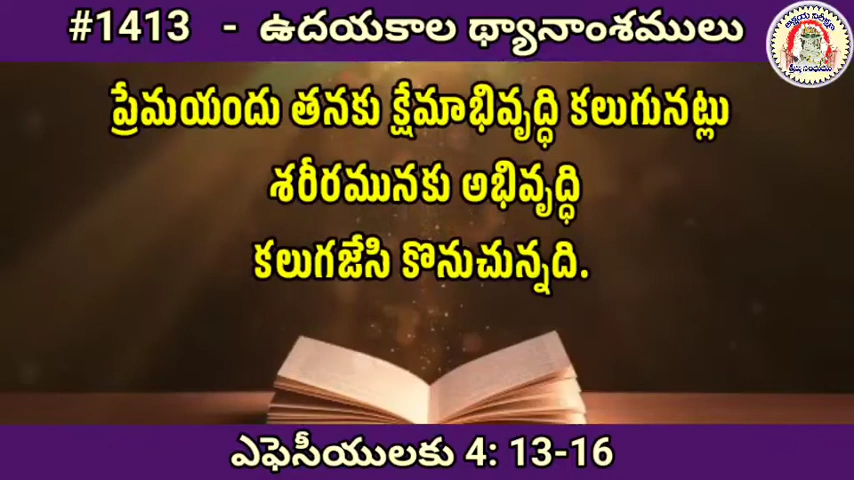 #1413 - ఉదయకాల థ్యానాంశములు
ప్రేమయందు తనకు క్షేమాభివృద్ధి కలుగునట్లు
శరీరమునకు అభివృద్ధి
కలుగజేసి కొనుచున్నది.
ఎఫెసీయులకు 4: 13-16